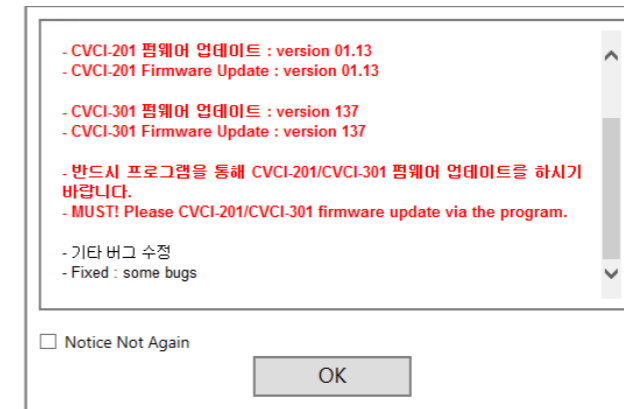 - CVCI-201 펌웨어 업데이트 : version 01.13
- CVCI-201 Firmware Update : version 01.13
- CVCI-301 펌웨어 업데이트 : version 137
- CVCI-301 Firmware Update : version 137
- 반드시 프로그램을 통해 CVCI-201/CVCI-301 펌웨어 업데이트를 하시기
바랍니다.
- MUST! Please CVCI-201/CVCI-301 firmware update via the program.
- 기타 버그 수정
- Fixed : some bugs
Notice Not Again
OK